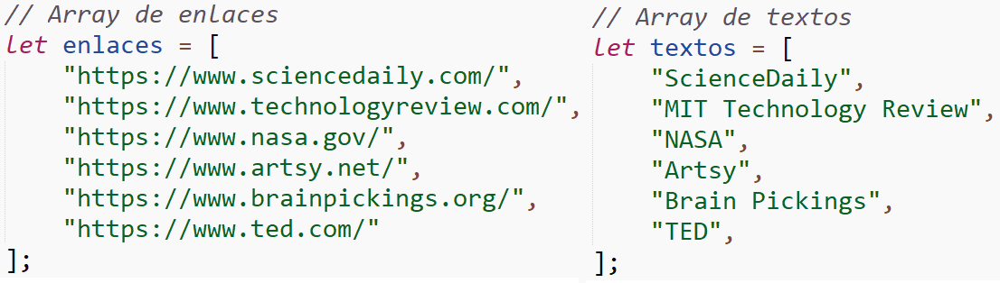 // Array de enlaces
let enlaces = [
    "https://www.sciencedaily.com/",
    "https://www.technologyreview.com/",
    "https://www.nasa.gov/",
    "https://www.artsy.net/",
    "https://www.brainpickings.org/",
    "https://www.ted.com/"
];
// Array de textos
let textos = [
    "ScienceDaily",
    "MIT Technology Review",
    "NASA",
    "Artsy",
    "Brain Pickings",
    "TED",
];